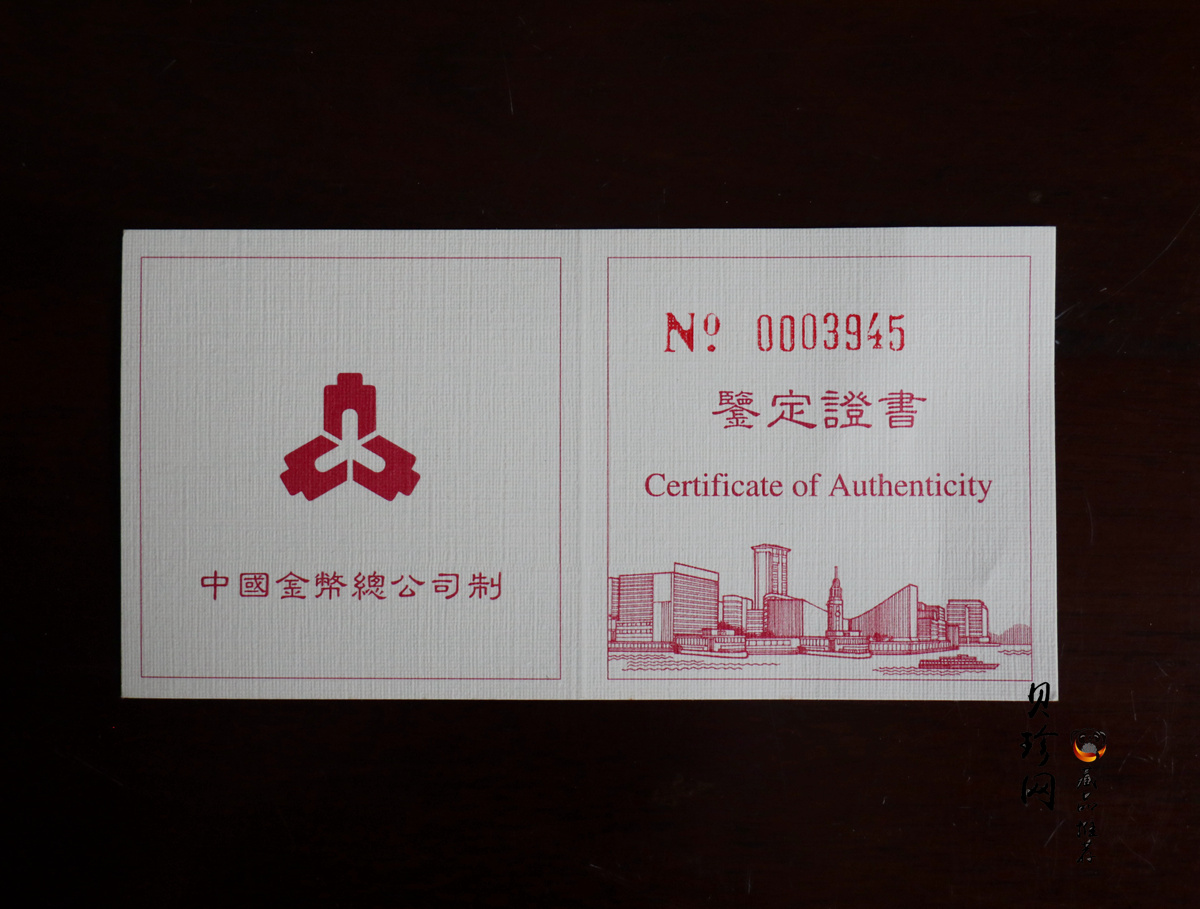 中國金幣總公司制
Nº 0003945
鑒定證書
Certificate of Authenticity
贝珍网